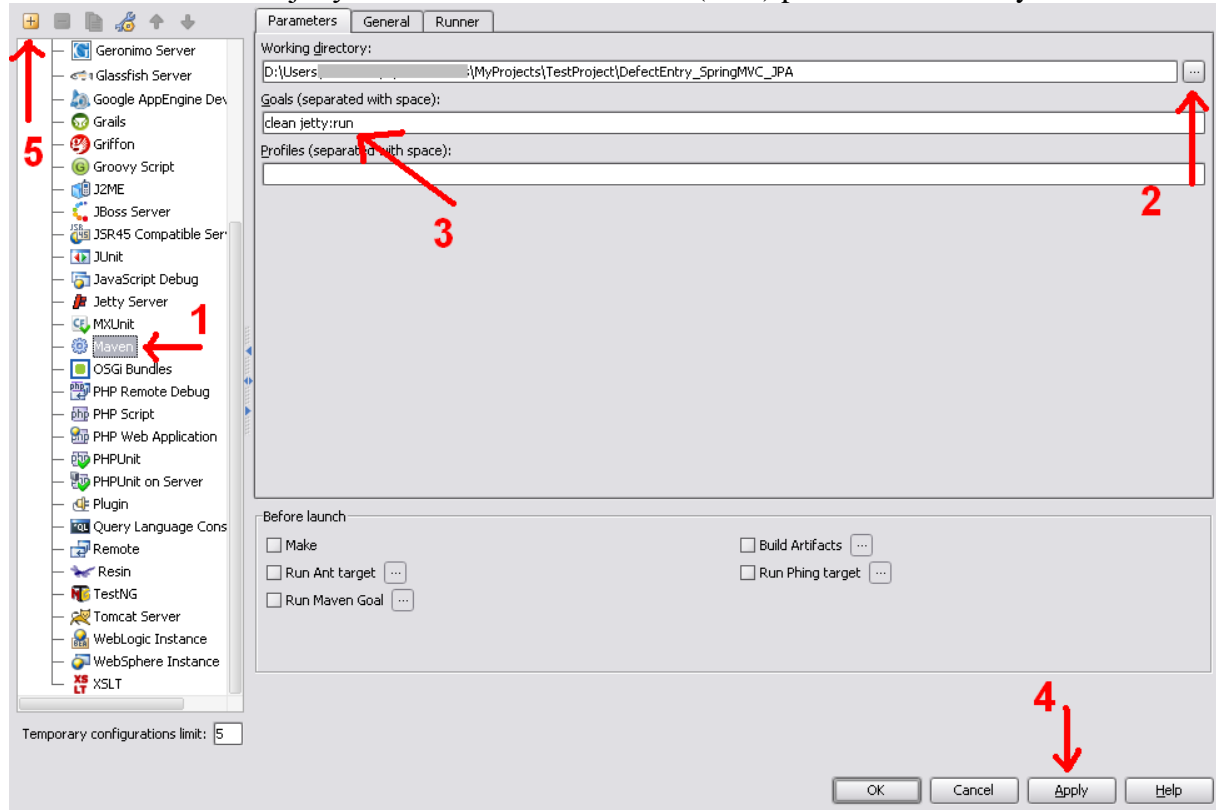 Parameters General Runner
Working directory:
D:\Users \MyProjects\TestProject\DefectEntry_SpringMVC_JPA
...
Goals (separated with space):
clean jetty:run
Profiles (separated with space):
5
2
3
1
Geronimo Server
Glassfish Server
Google AppEngine Dev
Grails
Griffon
Groovy Script
J2ME
JBoss Server
JSR45 Compatible Ser
JUnit
JavaScript Debug
Jetty Server
MXUnit
Maven
OSGi Bundles
PHP Remote Debug
PHP Script
PHP Web Application
PHPUnit
PHPUnit on Server
Plugin
Query Language Cons
Remote
Resin
TestNG
Tomcat Server
WebLogic Instance
WebSphere Instance
XSLT
Temporary configurations limit: 5
Before launch
Make
Build Artifacts ...
Run Ant target ...
Run Phing target ...
Run Maven Goal ...
4
OK Cancel Apply Help